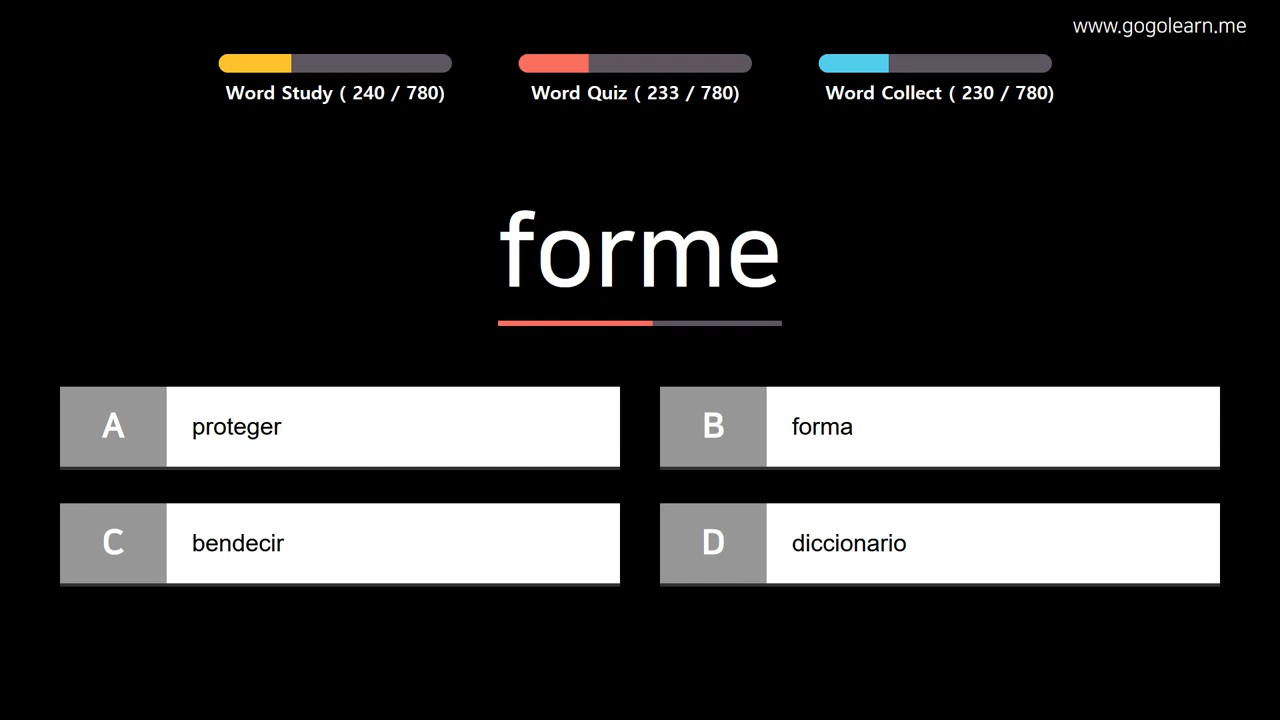 www.gogolearn.me
Word Study ( 240 / 780)
Word Quiz ( 233 / 780)
Word Collect ( 230 / 780)
forme
A proteger
B forma
C bendecir
D diccionario